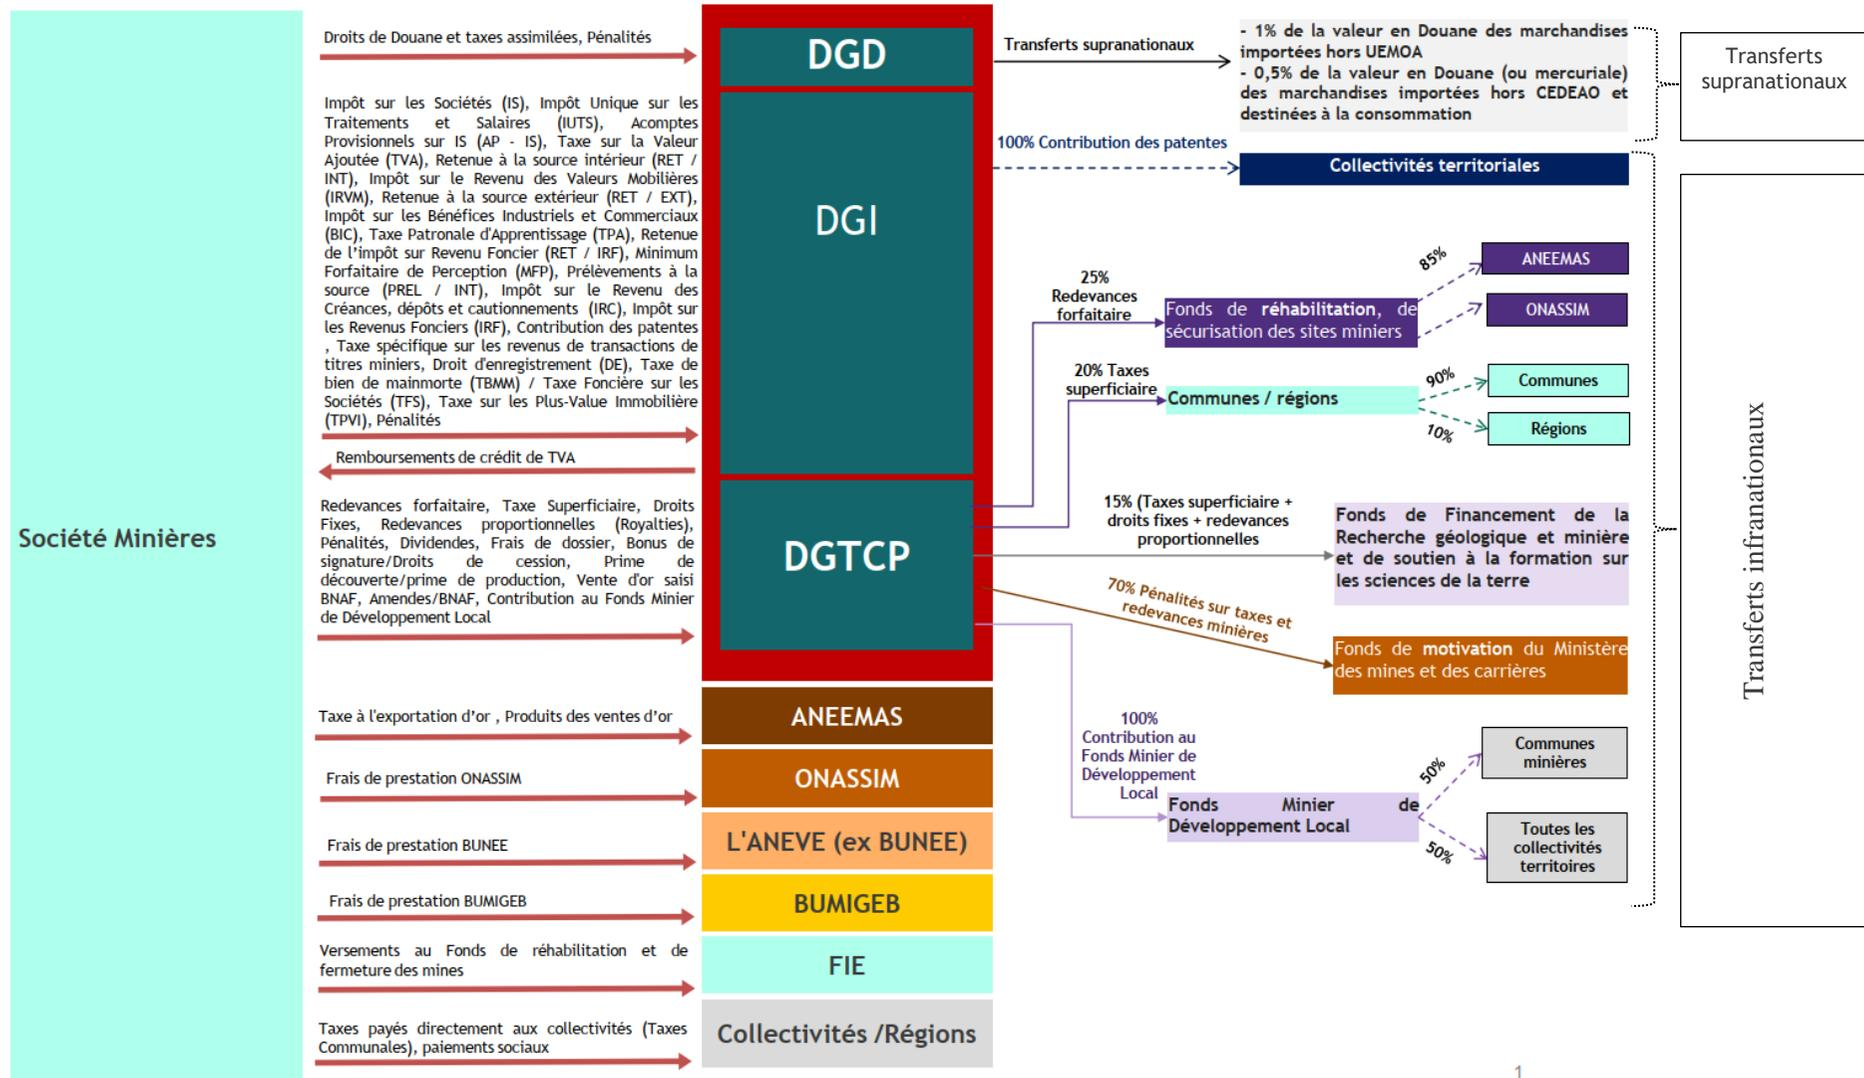 Société Minières
Droits de Douane et taxes assimilées, Pénalités
Impôt sur les Sociétés (IS), Impôt Unique sur les
Traitements et Salaires (IUTS), Acomptes
Provisionnels sur IS (AP - IS), Taxe sur la Valeur
Ajoutée (TVA), Retenue à la source intérieur (RET /
INT), Impôt sur le Revenu des Valeurs Mobilières
(IRVM), Retenue à la source extérieur (RET / EXT),
Impôt sur les Bénéfices Industriels et Commerciaux
(BIC), Taxe Patronale d'Apprentissage (TPA), Retenue
de l’impôt sur Revenu Foncier (RET / IRF), Minimum
Forfaitaire de Perception (MFP), Prélèvements à la
source (PREL / INT), Impôt sur le Revenu des
Créances, dépôts et cautionnements (IRC), Impôt sur
les Revenus Fonciers (IRF), Contribution des patentes
, Taxe spécifique sur les revenus de transactions de
titres miniers, Droit d'enregistrement (DE), Taxe de
bien de mainmorte (TBMM) / Taxe Foncière sur les
Sociétés (TFS), Taxe sur les Plus-Value Immobilière
(TPVI), Pénalités
Remboursements de crédit de TVA
Redevances forfaitaire, Taxe Superficiaire, Droits
Fixes, Redevances proportionnelles (Royalties),
Pénalités, Dividendes, Frais de dossier, Bonus de
signature/Droits de cession, Prime de
découverte/prime de production, Vente d'or saisi
BNAF, Amendes/BNAF, Contribution au Fonds Minier
de Développement Local
Taxe à l'exportation d’or , Produits des ventes d’or
Frais de prestation ONASSIM
Frais de prestation BUNEE
Frais de prestation BUMIGEB
Versements au Fonds de réhabilitation et de
fermeture des mines
Taxes payés directement aux collectivités (Taxes
Communales), paiements sociaux
DGD
DGI
DGTCP
ANEEMAS
ONASSIM
L'ANEVE (ex BUNEE)
BUMIGEB
FIE
Collectivités /Régions
Transferts supranationaux
- 1% de la valeur en Douane des marchandises
importées hors UEMOA
- 0,5% de la valeur en Douane (ou mercuriale)
des marchandises importées hors CEDEAO et
destinées à la consommation
100% Contribution des patentes
Collectivités territoriales
25%
Redevances
forfaitaire
Fonds de réhabilitation, de
sécurisation des sites miniers
85%
ANEEMAS
ONASSIM
20% Taxes
superficiaire
Communes / régions
90%
Communes
10%
Régions
15% (Taxes superficiaire +
droits fixes + redevances
proportionnelles
Fonds de Financement de la
Recherche géologique et minière
et de soutien à la formation sur
les sciences de la terre
70% Pénalités sur taxes et
redevances minières
Fonds de motivation du Ministère
des mines et des carrières
100%
Contribution au
Fonds Minier de
Développement
Local
Fonds Minier de
Développement Local
50%
Communes
minières
50%
Toutes les
collectivités
territoires
Transferts
supranationaux
Transferts infranationaux
1